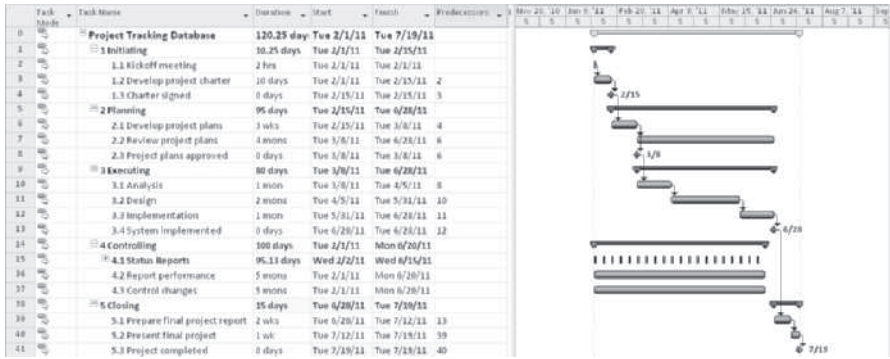 Task Mode Task Name Duration Start Finish Predecessors Nov 20, '10 Jan 9, '11 Feb 27, '11 Apr 17, '11 May 15, '11 Jun 26, '11 Aug 7, '11 Sep
S S S S S S S S S S S S S S
0 Project Tracking Database 120.25 day: Tue 2/1/11 Tue 7/19/11
1 1 Initiating 10.25 days Tue 2/1/11 Tue 2/15/11
2 1.1 Kickoff meeting 2 hrs Tue 2/1/11 Tue 2/1/11
3 1.2 Develop project charter 10 days Tue 2/1/11 Tue 2/15/11 2
4 1.3 Charter signed 0 days Tue 2/15/11 Tue 2/15/11 3 2/15
5 2 Planning 95 days Tue 2/15/11 Tue 6/28/11
6 2.1 Develop project plans 3 wks Tue 2/15/11 Tue 3/8/11 4
7 2.2 Review project plans 4 mons Tue 3/8/11 Tue 6/28/11 6
8 2.3 Project plans approved 0 days Tue 3/8/11 Tue 3/8/11 6 3/8
9 3 Executing 80 days Tue 3/8/11 Tue 6/28/11
10 3.1 Analysis 1 mon Tue 3/8/11 Tue 4/5/11 8
11 3.2 Design 2 mons Tue 4/5/11 Tue 5/31/11 10
12 3.3 Implementation 1 mon Tue 5/31/11 Tue 6/28/11 11
13 3.4 System implemented 0 days Tue 6/28/11 Tue 6/28/11 12 6/28
14 4 Controlling 100 days Tue 2/1/11 Mon 6/20/11
15 4.1 Status Reports 95.13 days Wed 2/2/11 Wed 6/15/11
36 4.2 Report performance 5 mons Tue 2/1/11 Mon 6/20/11
37 4.3 Control changes 5 mons Tue 2/1/11 Mon 6/20/11
38 5 Closing 15 days Tue 6/28/11 Tue 7/19/11
39 5.1 Prepare final project report 2 wks Tue 6/28/11 Tue 7/12/11 13
40 5.2 Present final project 1 wk Tue 7/12/11 Tue 7/19/11 39
41 5.3 Project completed 0 days Tue 7/19/11 Tue 7/19/11 40 7/19